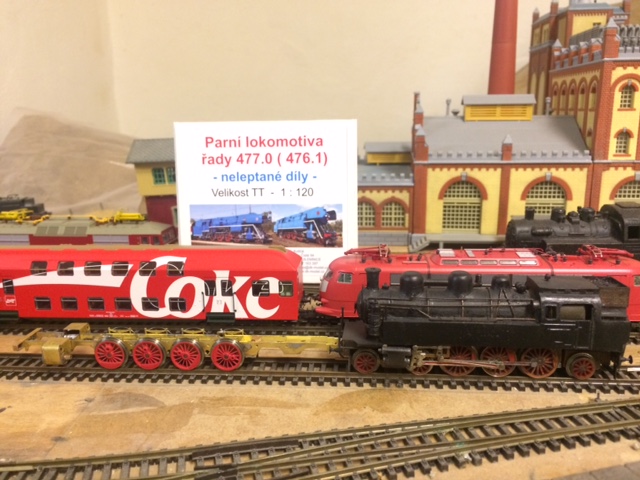 Parní lokomotiva
řady 477.0 ( 476.1)
- neleptané díly -
Velikost TT - 1 : 120
Coke